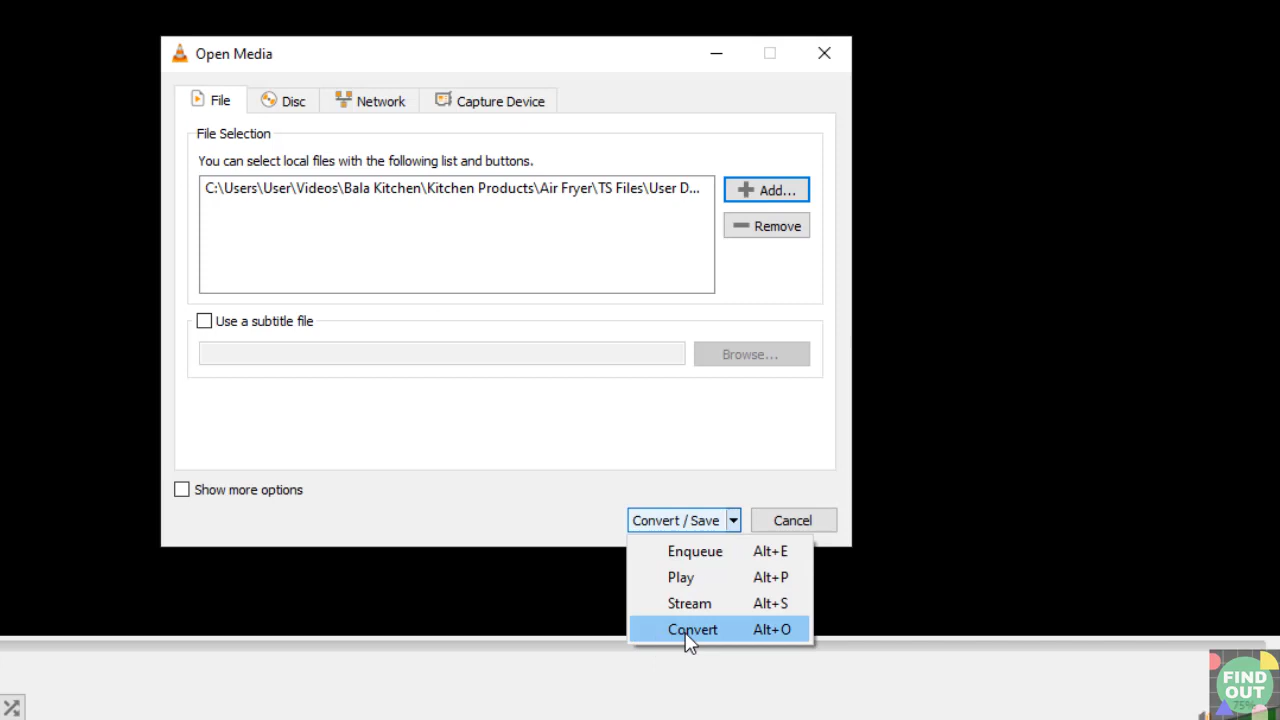 Open Media
File
Disc
Network
Capture Device
File Selection
You can select local files with the following list and buttons.
C:\Users\User\Videos\Bala Kitchen\Kitchen Products\Air Fryer\TS Files\User D...
Add...
Remove
Use a subtitle file
Browse...
Show more options
Convert / Save
Cancel
Enqueue Alt+E
Play Alt+P
Stream Alt+S
Convert Alt+O
FIND
OUT
75%